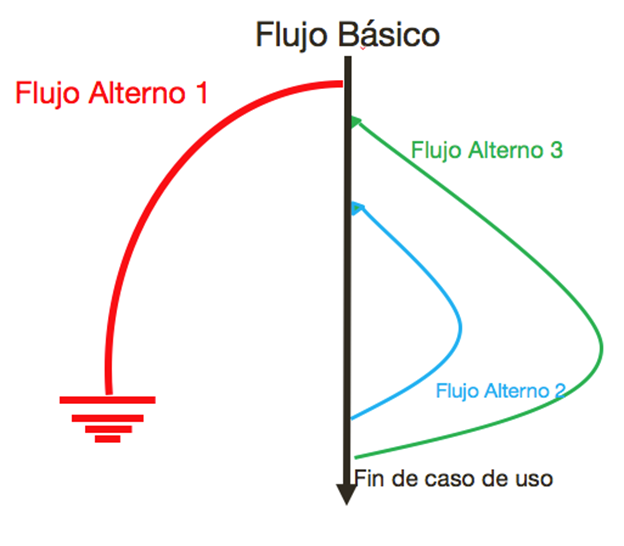 Flujo Básico
Flujo Alterno 1
Flujo Alterno 3
Flujo Alterno 2
Fin de caso de uso